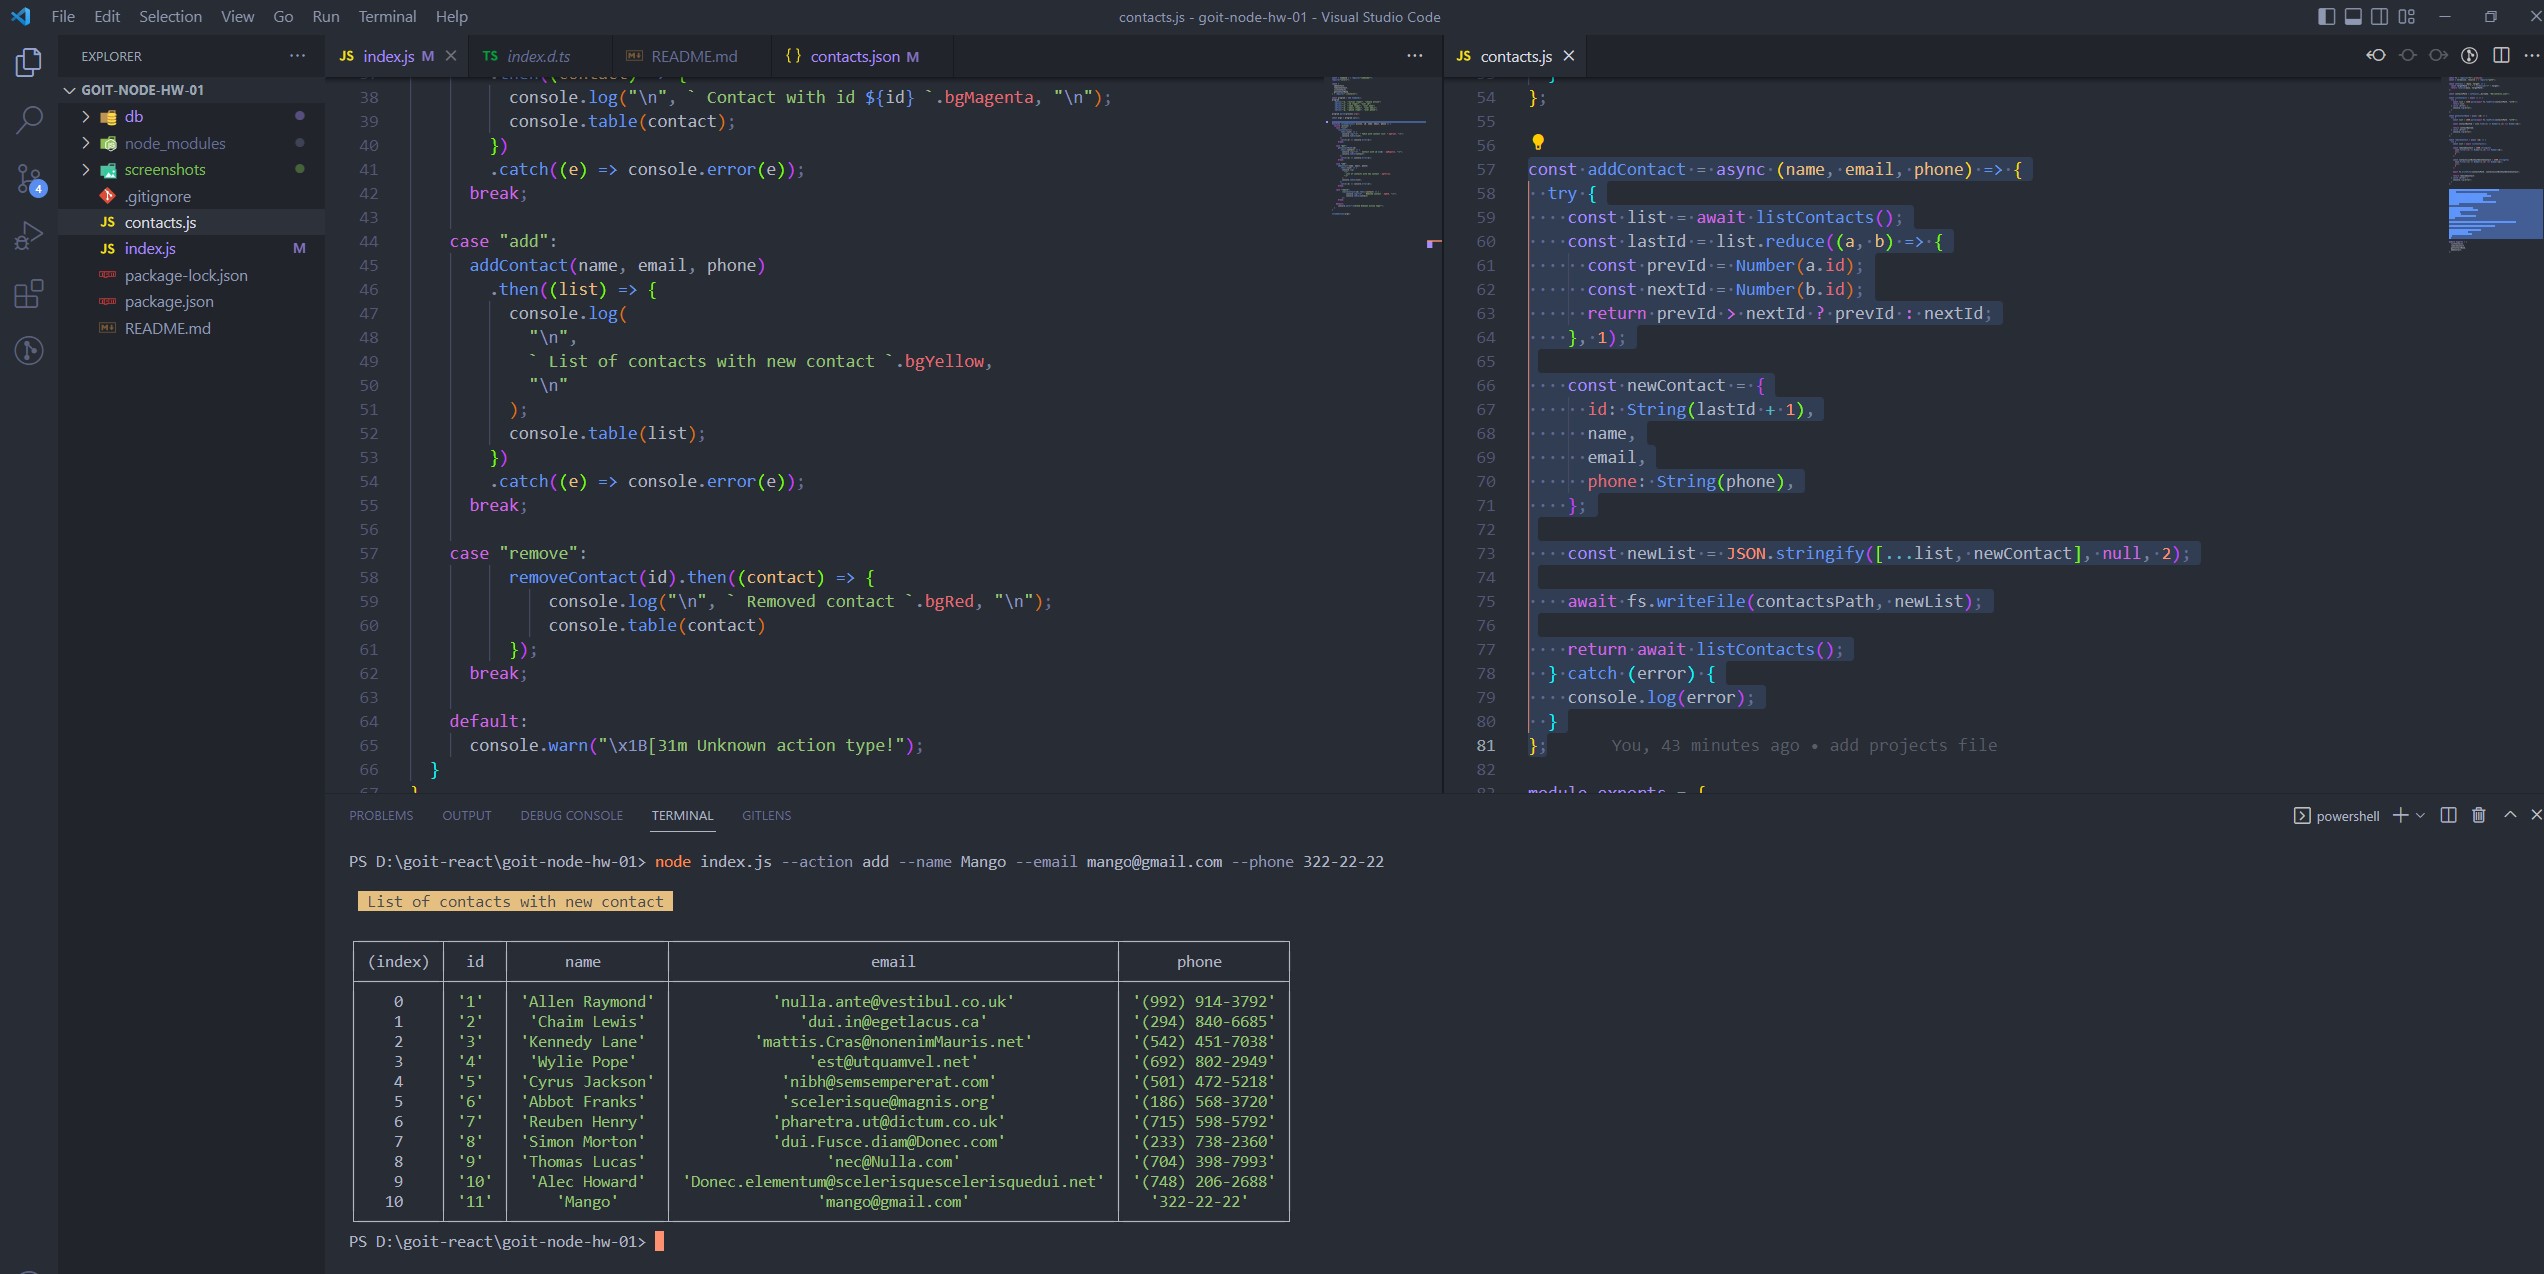 File Edit Selection View Go Run Terminal Help
contacts.js - goit-node-hw-01 - Visual Studio Code
EXPLORER
GOIT-NODE-HW-01
db
node_modules
screenshots
.gitignore
JS contacts.js
JS index.js M
package-lock.json
package.json
README.md
4
JS index.js M
TS index.d.ts
README.md
{} contacts.json M
38 console.log("\n", ` Contact with id ${id} `.bgMagenta, "\n");
39 console.table(contact);
40 })
41 .catch((e) => console.error(e));
42 break;
43
44 case "add":
45 addContact(name, email, phone)
46 .then((list) => {
47 console.log(
48 "\n",
49 ` List of contacts with new contact `.bgYellow,
50 "\n"
51 );
52 console.table(list);
53 })
54 .catch((e) => console.error(e));
55 break;
56
57 case "remove":
58 removeContact(id).then((contact) => {
59 console.log("\n", ` Removed contact `.bgRed, "\n");
60 console.table(contact)
61 });
62 break;
63
64 default:
65 console.warn("\x1B[31m Unknown action type!");
66 }
JS contacts.js
54 };
55
56
57 const addContact = async (name, email, phone) => {
58 try {
59 const list = await listContacts();
60 const lastId = list.reduce((a, b) => {
61 const prevId = Number(a.id);
62 const nextId = Number(b.id);
63 return prevId > nextId ? prevId : nextId;
64 }, 1);
65
66 const newContact = {
67 id: String(lastId + 1),
68 name,
69 email,
70 phone: String(phone),
71 };
72
73 const newList = JSON.stringify([...list, newContact], null, 2);
74
75 await fs.writeFile(contactsPath, newList);
76
77 return await listContacts();
78 } catch (error) {
79 console.log(error);
80 }
81 }; You, 43 minutes ago • add projects file
82
83 module.exports = {
PROBLEMS OUTPUT DEBUG CONSOLE TERMINAL GITLENS
powershell
PS D:\goit-react\goit-node-hw-01> node index.js --action add --name Mango --email mango@gmail.com --phone 322-22-22
List of contacts with new contact
(index) id name email phone
0 '1' 'Allen Raymond' 'nulla.ante@vestibul.co.uk' '(992) 914-3792'
1 '2' 'Chaim Lewis' 'dui.in@egetlacus.ca' '(294) 840-6685'
2 '3' 'Kennedy Lane' 'mattis.Cras@nonenimMauris.net' '(542) 451-7038'
3 '4' 'Wylie Pope' 'est@utquamvel.net' '(692) 802-2949'
4 '5' 'Cyrus Jackson' 'nibh@semsempererat.com' '(501) 472-5218'
5 '6' 'Abbot Franks' 'scelerisque@magnis.org' '(186) 568-3720'
6 '7' 'Reuben Henry' 'pharetra.ut@dictum.co.uk' '(715) 598-5792'
7 '8' 'Simon Morton' 'dui.Fusce.diam@Donec.com' '(233) 738-2360'
8 '9' 'Thomas Lucas' 'nec@Nulla.com' '(704) 398-7993'
9 '10' 'Alec Howard' 'Donec.elementum@scelerisquescelerisquedui.net' '(748) 206-2688'
10 '11' 'Mango' 'mango@gmail.com' '322-22-22'
PS D:\goit-react\goit-node-hw-01>